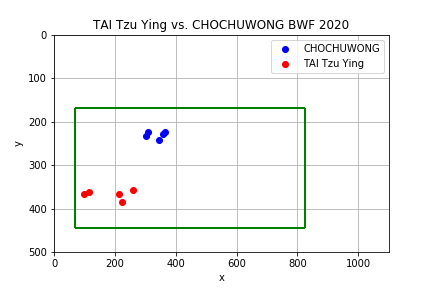 TAI Tzu Ying vs. CHOCHUWONG BWF 2020
CHOCHUWONG
TAI Tzu Ying
0
100
200
300
400
500
y
0 200 400 600 800 1000
x